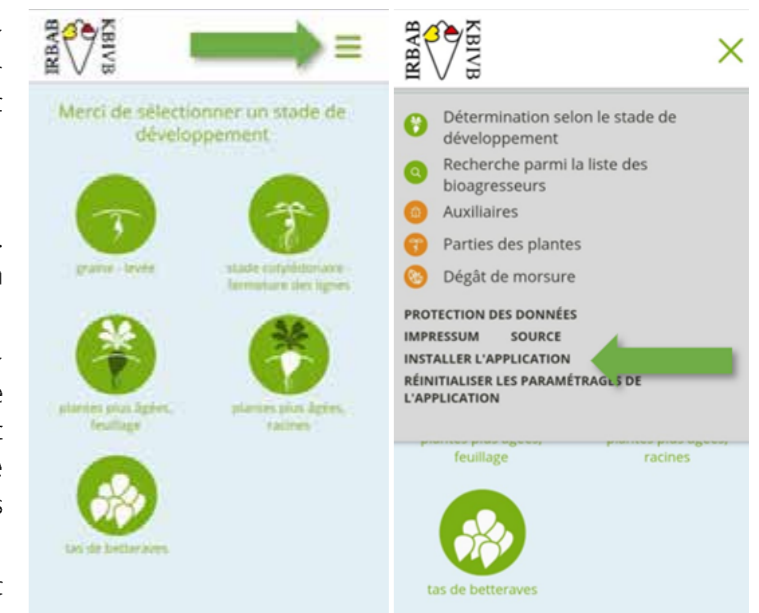 IRBAB
KBIVB
Merci de sélectionner un stade de
développement
graine - levée
stade cotylédonaire -
fermeture des lignes
plantes plus âgées,
feuillage
plantes plus âgées,
racines
tas de betteraves
IRBAB
KBIVB
Détermination selon le stade de
développement
Recherche parmi la liste des
bioagresseurs
Auxiliaires
Parties des plantes
Dégât de morsure
PROTECTION DES DONNÉES
IMPRESSUM SOURCE
INSTALLER L'APPLICATION
RÉINITIALISER LES PARAMÉTRAGES DE
L'APPLICATION
plantes plus âgées,
feuillage
plantes plus âgées,
racines
tas de betteraves